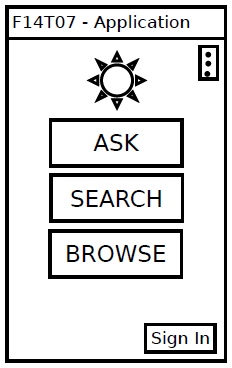 F14T07 - Application
ASK
SEARCH
BROWSE
Sign In